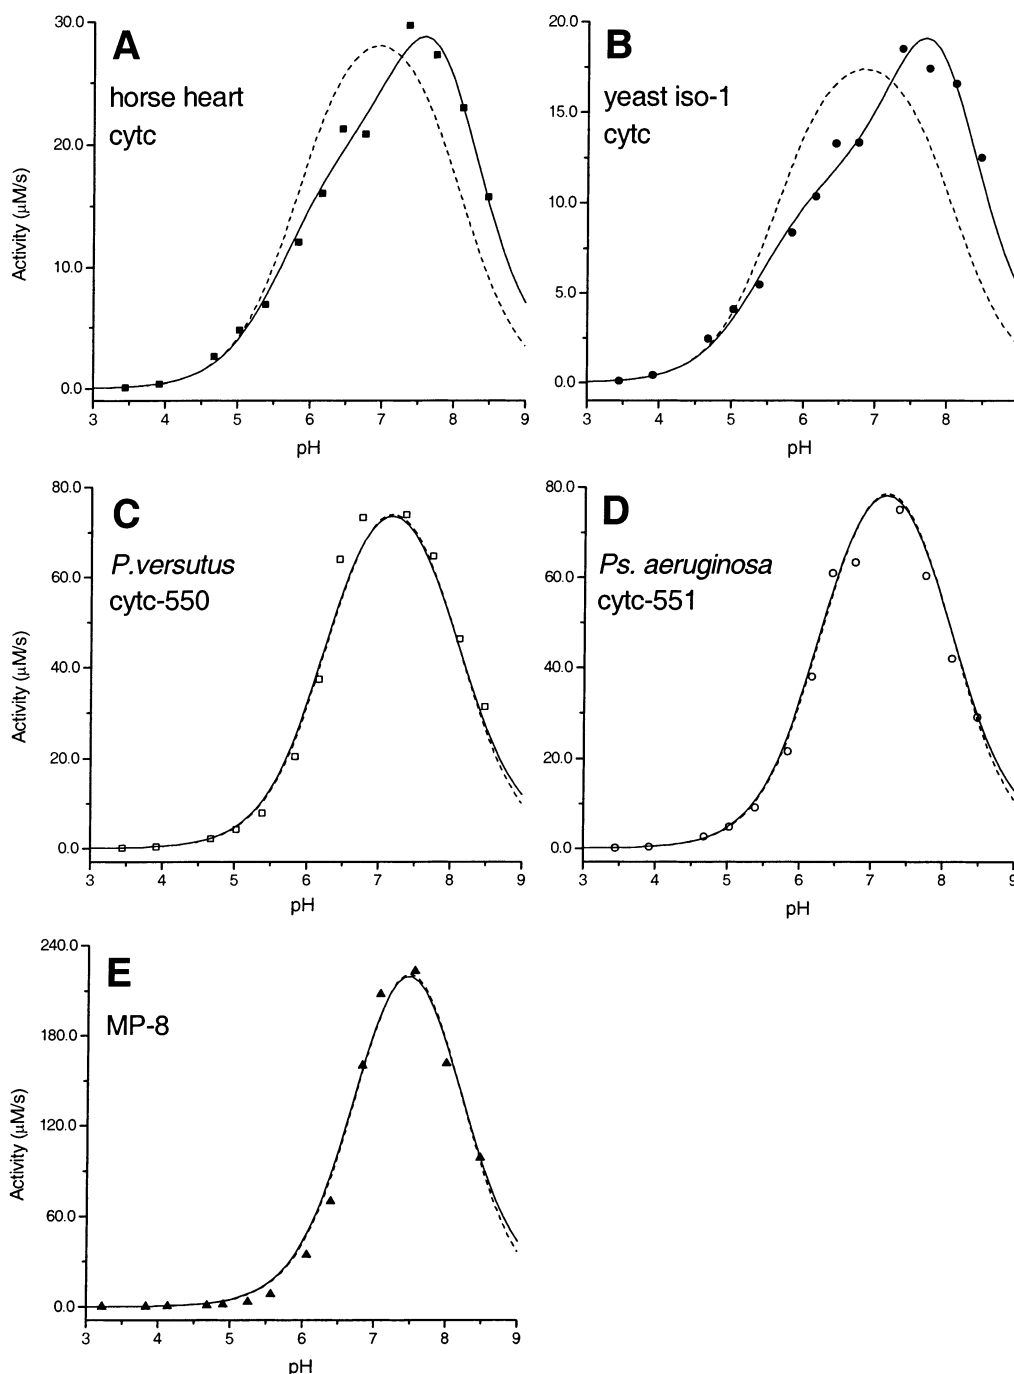 A
horse heart
cytc
Activity (μM/s)
30.0
20.0
10.0
0.0
3 4 5 6 7 8 9
pH
B
yeast iso-1
cytc
20.0
15.0
10.0
5.0
0.0
3 4 5 6 7 8
pH
C
P.versutus
cytc-550
Activity (μM/s)
80.0
60.0
40.0
20.0
0.0
3 4 5 6 7 8 9
pH
D
Ps. aeruginosa
cytc-551
80.0
60.0
40.0
20.0
0.0
3 4 5 6 7 8 9
pH
E
MP-8
Activity (μM/s)
240.0
180.0
120.0
60.0
0.0
3 4 5 6 7 8 9
pH